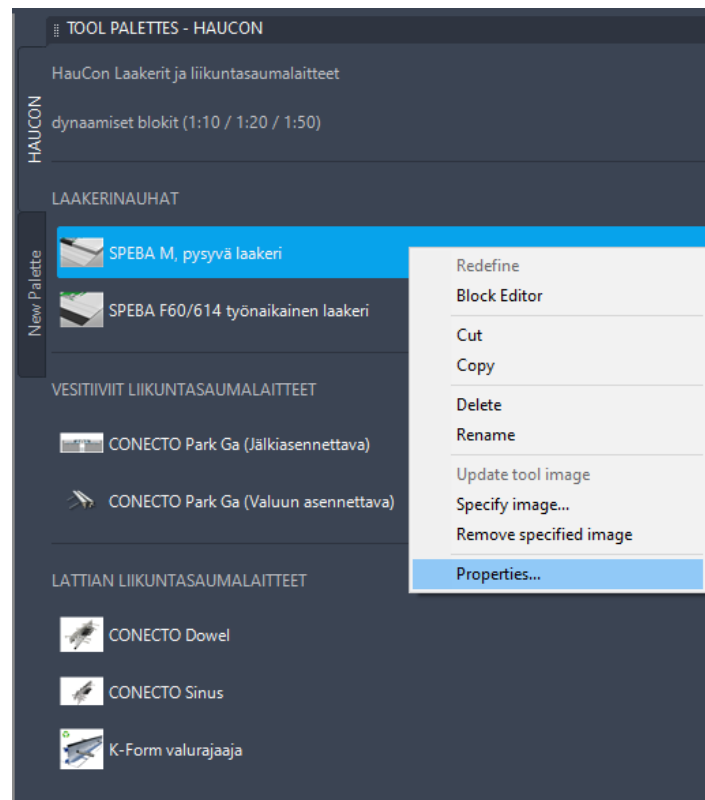 TOOL PALETTES - HAUCON
HAUCON
New Palette
HauCon Laakerit ja liikuntasaumalaitteet
dynaamiset blokit (1:10 / 1:20 / 1:50)
LAAKERINAUHAT
SPEBA M, pysyvä laakeri
SPEBA F60/614 työnaikainen laakeri
VESITIIVIIT LIIKUNTASAUMALAITTEET
CONECTO Park Ga (Jälkiasennettava)
CONECTO Park Ga (Valuun asennettava)
LATTIAN LIIKUNTASAUMALAITTEET
CONECTO Dowel
CONECTO Sinus
K-Form valurajaaja
Redefine
Block Editor
Cut
Copy
Delete
Rename
Update tool image
Specify image...
Remove specified image
Properties...